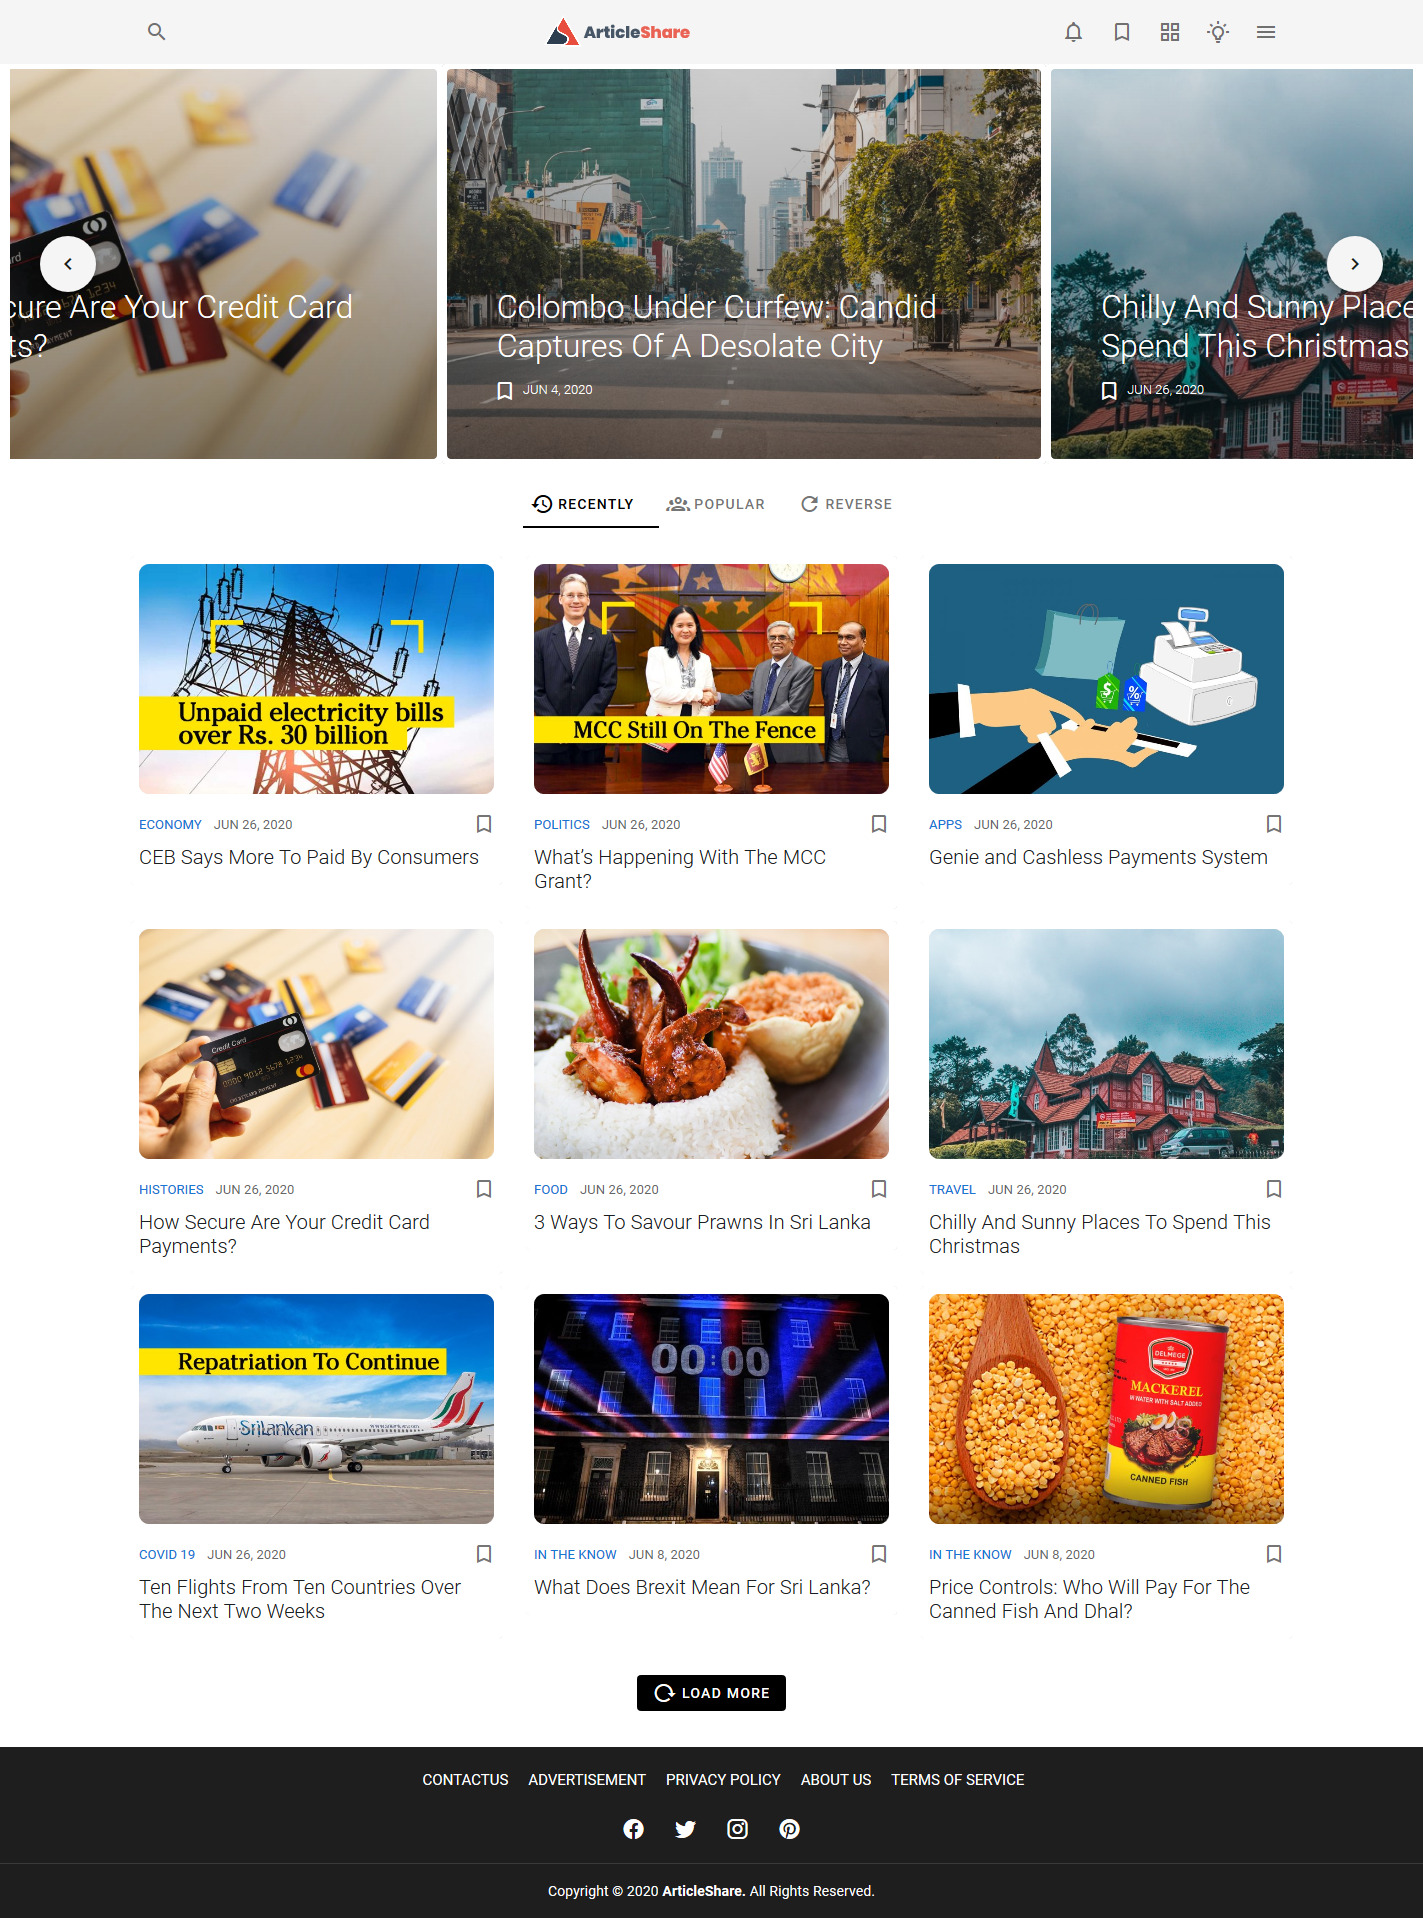 ArticleShare
cure Are Your Credit Card
ts?
Colombo Under Curfew: Candid
Captures Of A Desolate City
JUN 4, 2020
Chilly And Sunny Place
Spend This Christmas
JUN 26, 2020
RECENTLY
POPULAR
REVERSE
Unpaid electricity bills
over Rs. 30 billion
MCC Still On The Fence
$
%
ECONOMY JUN 26, 2020
CEB Says More To Paid By Consumers
POLITICS JUN 26, 2020
What's Happening With The MCC
Grant?
APPS JUN 26, 2020
Genie and Cashless Payments System
Credit Card
HISTORIES JUN 26, 2020
How Secure Are Your Credit Card
Payments?
FOOD JUN 26, 2020
3 Ways To Savour Prawns In Sri Lanka
TRAVEL JUN 26, 2020
Chilly And Sunny Places To Spend This
Christmas
Repatriation To Continue
SriLankan
00:00
DELMEGE
MACKEREL
IN WATER WITH SALT ADDED
CANNED FISH
COVID 19 JUN 26, 2020
Ten Flights From Ten Countries Over
The Next Two Weeks
IN THE KNOW JUN 8, 2020
What Does Brexit Mean For Sri Lanka?
IN THE KNOW JUN 8, 2020
Price Controls: Who Will Pay For The
Canned Fish And Dhal?
LOAD MORE
CONTACTUS ADVERTISEMENT PRIVACY POLICY ABOUT US TERMS OF SERVICE
Copyright © 2020 ArticleShare. All Rights Reserved.